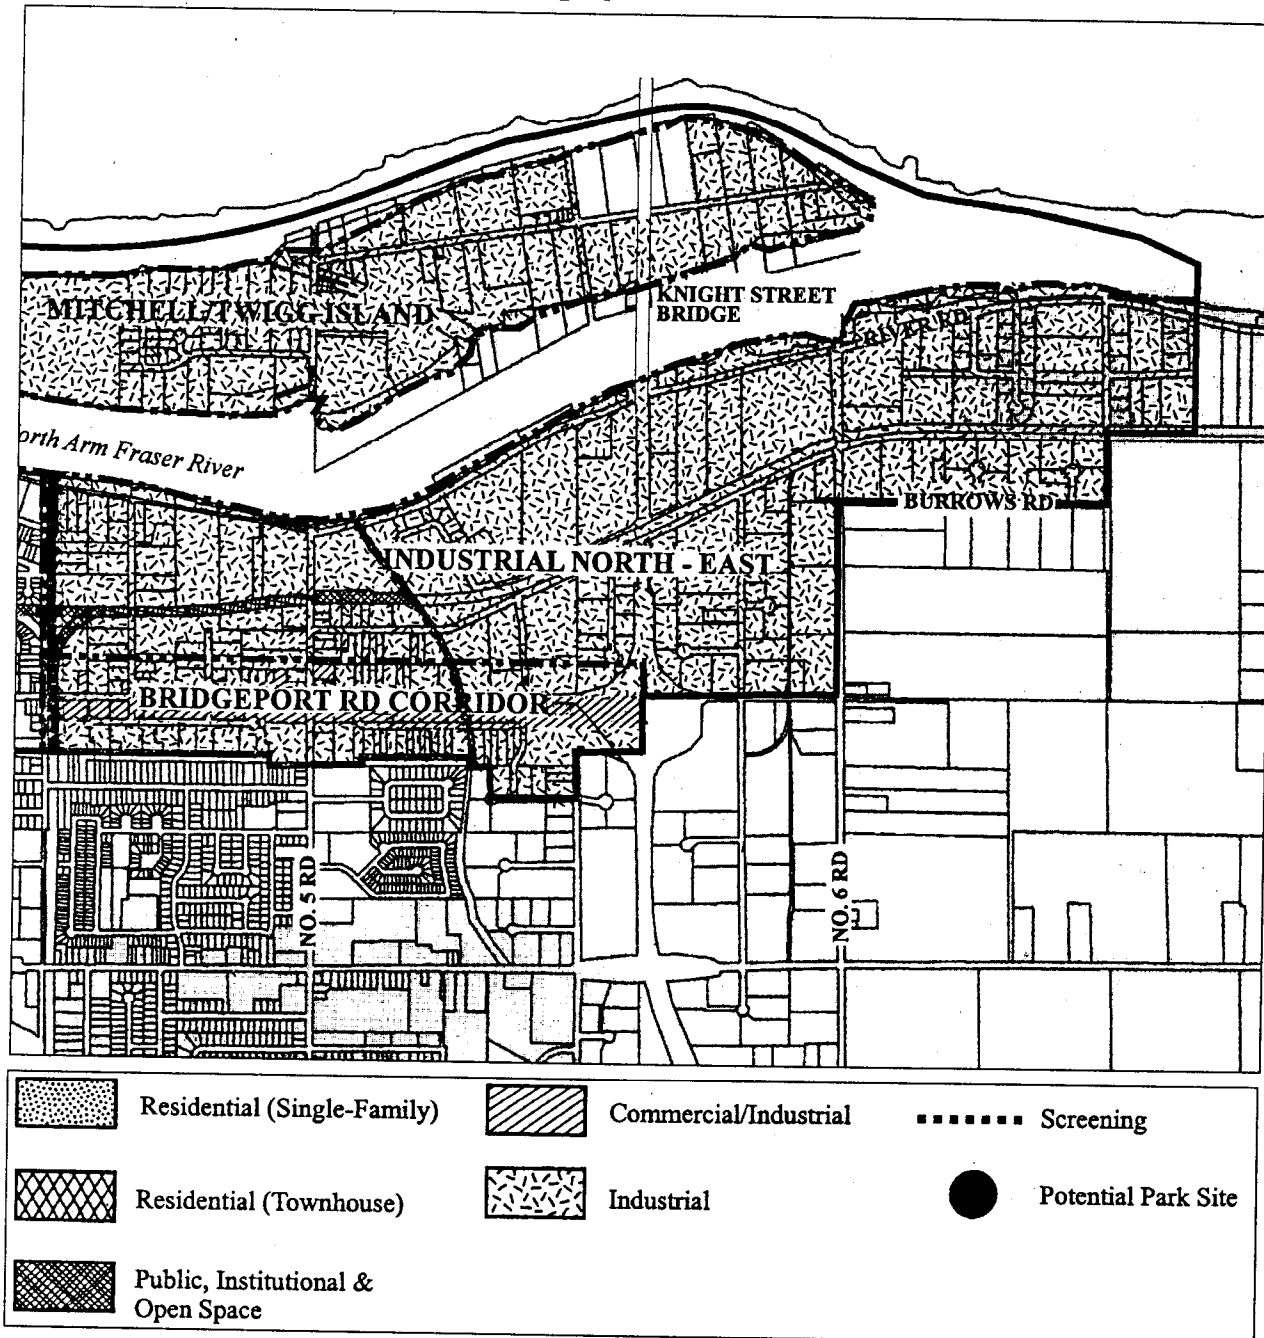 MITCHELL/TWIGG ISLAND
KNIGHT STREET
BRIDGE
RIVER RD
orth Arm Fraser River
BURROWS RD
INDUSTRIAL NORTH - EAST
BRIDGEPORT RD CORRIDOR
NO. 5 RD
NO. 6 RD
Residential (Single-Family)
Commercial/Industrial
Screening
Residential (Townhouse)
Industrial
Potential Park Site
Public, Institutional &
Open Space